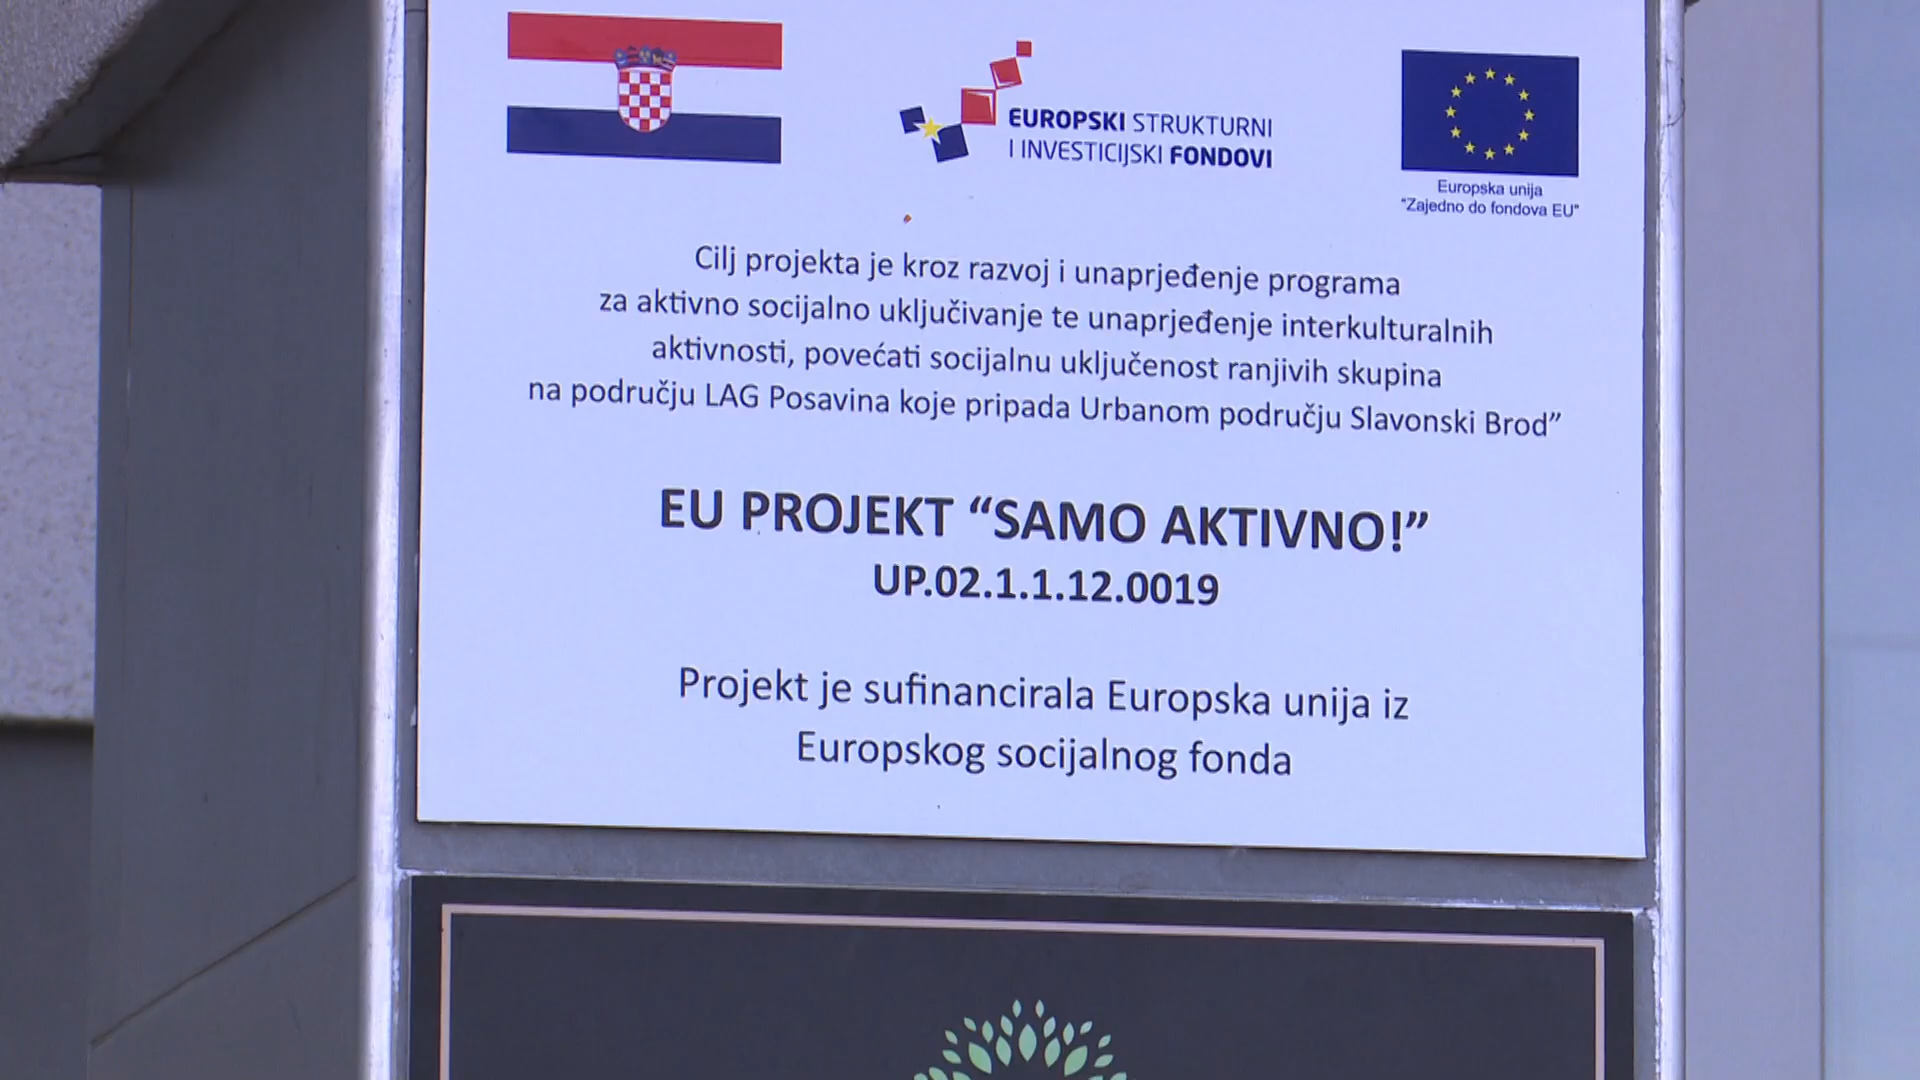 EUROPSKI STRUKTURNI
I INVESTICIJSKI FONDOVI
Europska unija
"Zajedno do fondova EU"
Cilj projekta je kroz razvoj i unaprjeđenje programa
za aktivno socijalno uključivanje te unaprjeđenje interkulturalnih
aktivnosti, povećati socijalnu uključenost ranjivih skupina
na području LAG Posavina koje pripada Urbanom području Slavonski Brod”
EU PROJEKT “SAMO AKTIVNO!”
UP.02.1.1.12.0019
Projekt je sufinancirala Europska unija iz
Europskog socijalnog fonda